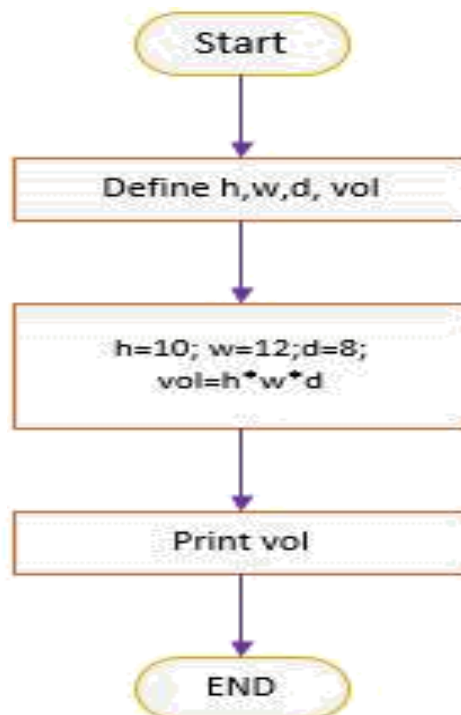 Start
Define h,w,d, vol
h=10; w=12;d=8;
vol=h*w*d
Print vol
END